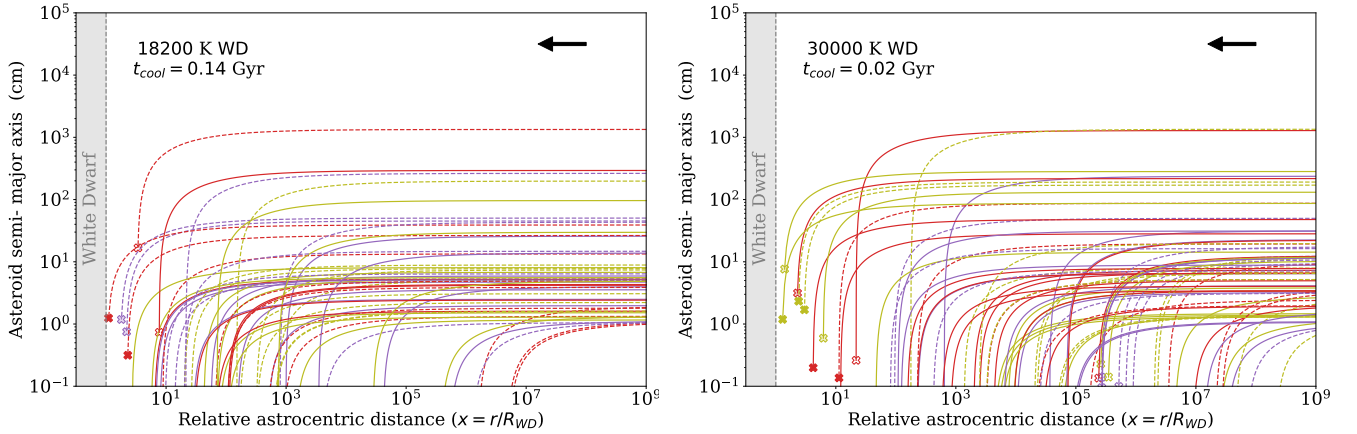 18200 K WD
t_cool = 0.14 Gyr
White Dwarf
Asteroid semi- major axis (cm)
10^5
10^4
10^3
10^2
10^1
10^0
10^-1
10^1
10^3
10^5
10^7
10^9
Relative astrocentric distance (x = r/R_WD)
30000 K WD
t_cool = 0.02 Gyr
White Dwarf
Asteroid semi- major axis (cm)
10^5
10^4
10^3
10^2
10^1
10^0
10^-1
10^1
10^3
10^5
10^7
10^9
Relative astrocentric distance (x = r/R_WD)